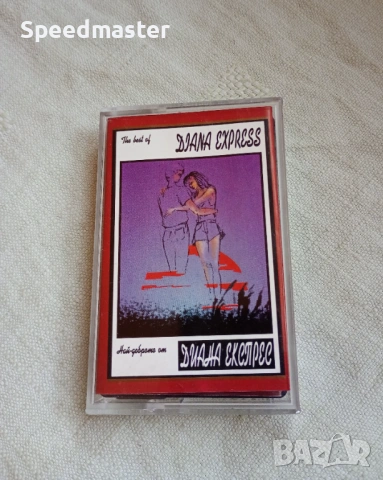 Speedmaster
The best of
DIANA EXPRESS
Най-доброто от
ДИАНА ЕКСПРЕС
BAZAR